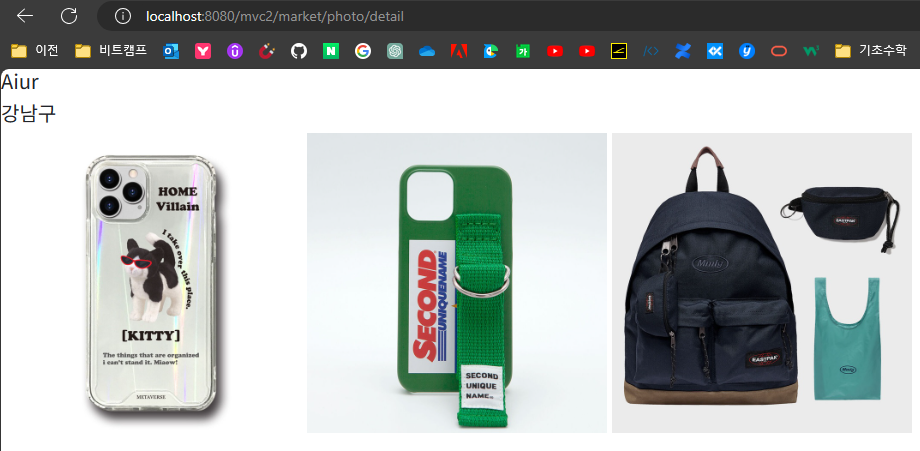 localhost:8080/mvc2/market/photo/detail
이전
비트캠프
기초수학
Aiur
강남구
HOME
Villain
I take over this place.
[KITTY]
The things that are organized
i can't stand it. Miaow!
METAVERSE
SECOND
UNIQUENAME
SECOND
UNIQUE
NAME
EASTPAK
EASTPAK